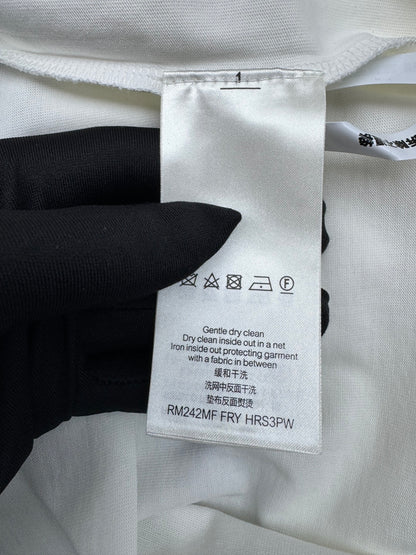 1
F
Gentle dry clean
Dry clean inside out in a net
Iron inside out protecting garment
with a fabric in between
缓和干洗
洗网中反面干洗
垫布反面熨烫
RM242MF FRY HRS3PW